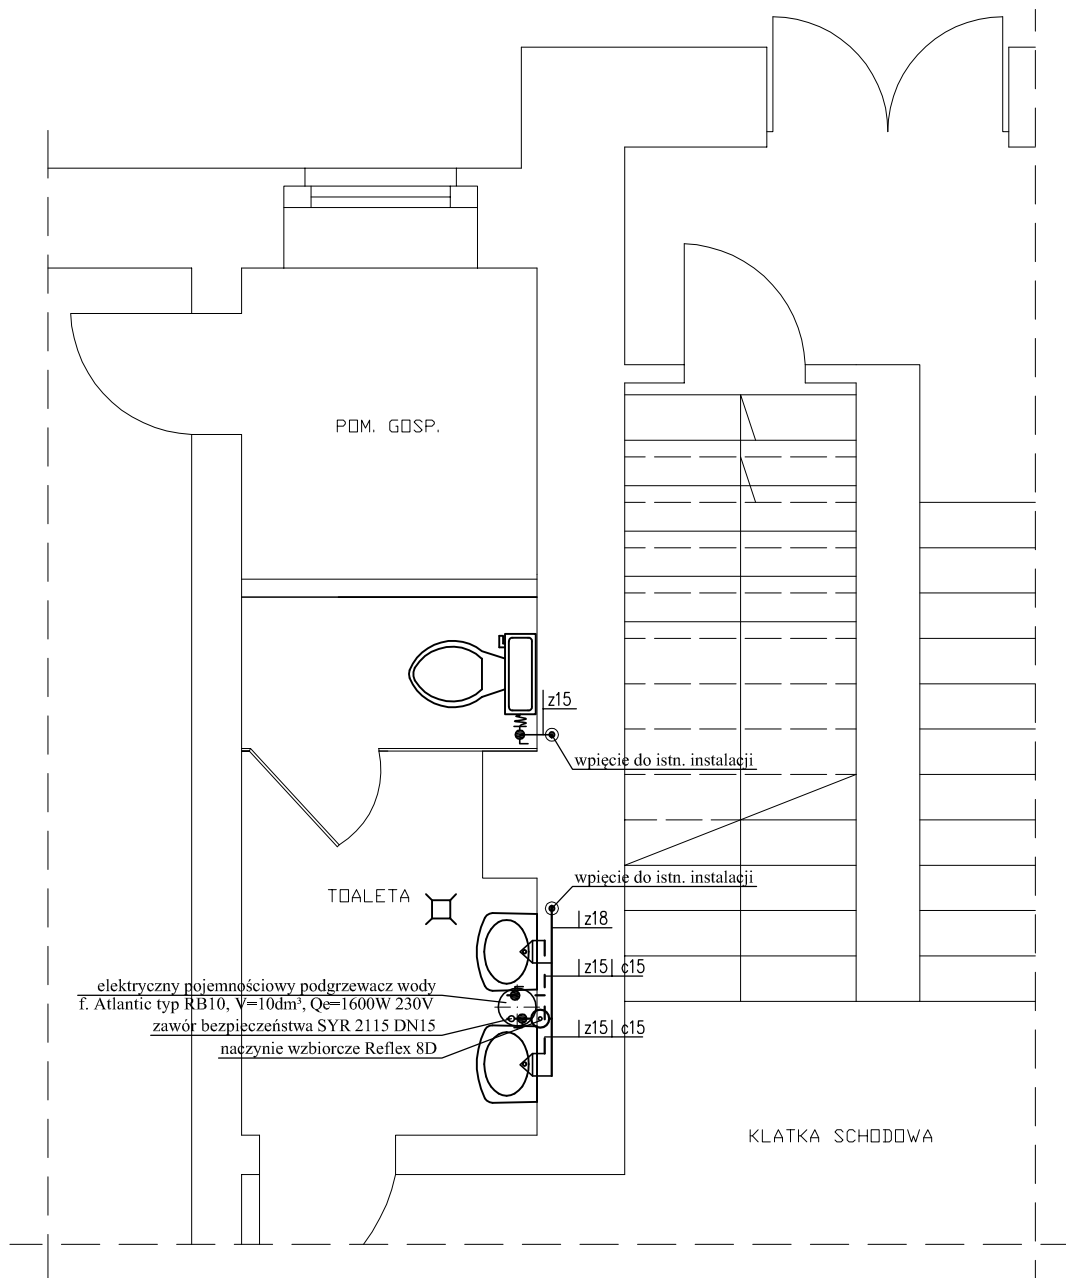 POM. GOSP.
z15
wpięcie do istn. instalacji
wpięcie do istn. instalacji
TOALETA
z18
z15 c15
elektryczny pojemnościowy podgrzewacz wody
f. Atlantic typ RB10, V=10dm³, Qe=1600W 230V
zawór bezpieczeństwa SYR 2115 DN15
z15 c15
naczynie wzbiorcze Reflex 8D
KLATKA SCHODOWA